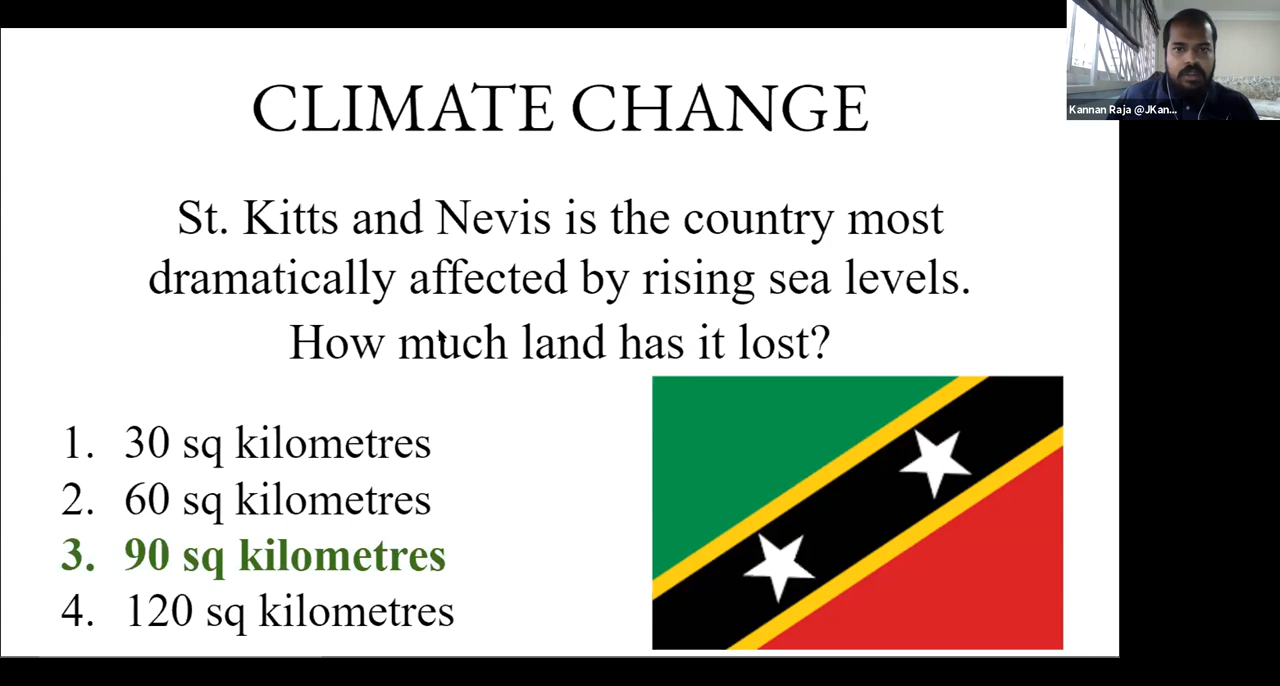 CLIMATE CHANGE
St. Kitts and Nevis is the country most
dramatically affected by rising sea levels.
How much land has it lost?
1. 30 sq kilometres
2. 60 sq kilometres
3. 90 sq kilometres
4. 120 sq kilometres
Kannan Raja @JKan...